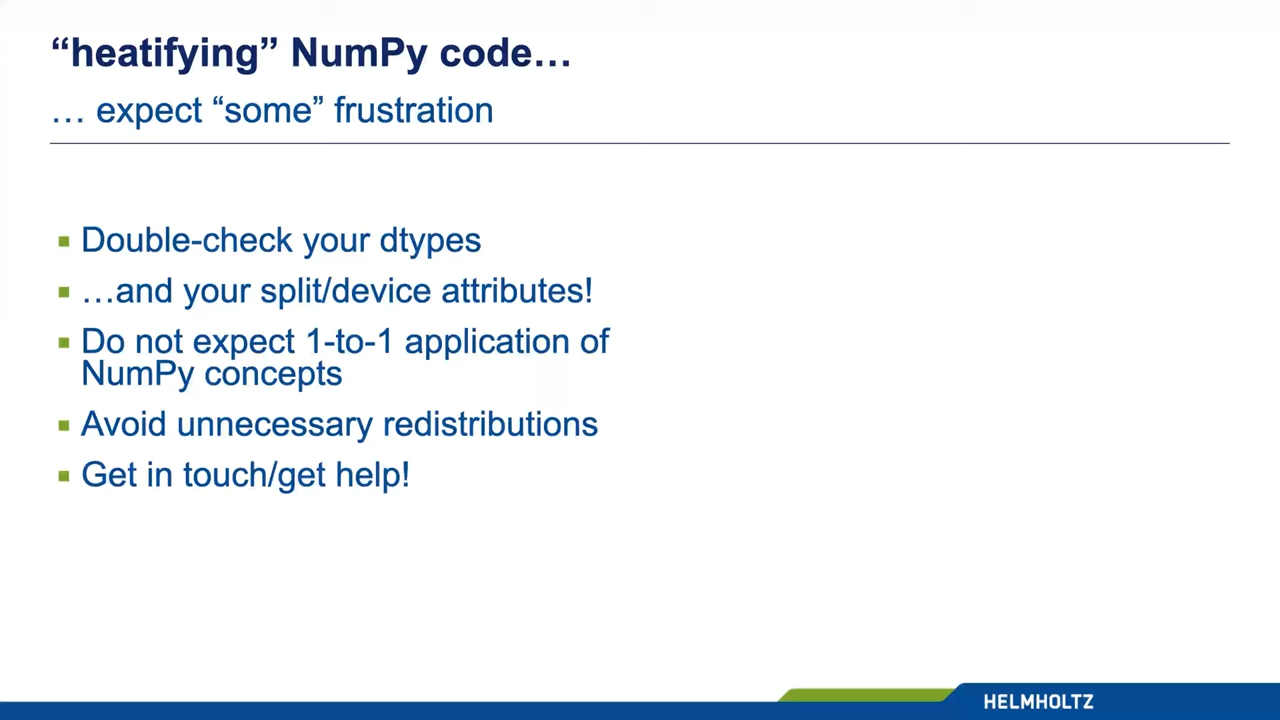 “heatifying” NumPy code…
… expect “some” frustration
Double-check your dtypes
…and your split/device attributes!
Do not expect 1-to-1 application of
NumPy concepts
Avoid unnecessary redistributions
Get in touch/get help!
HELMHOLTZ